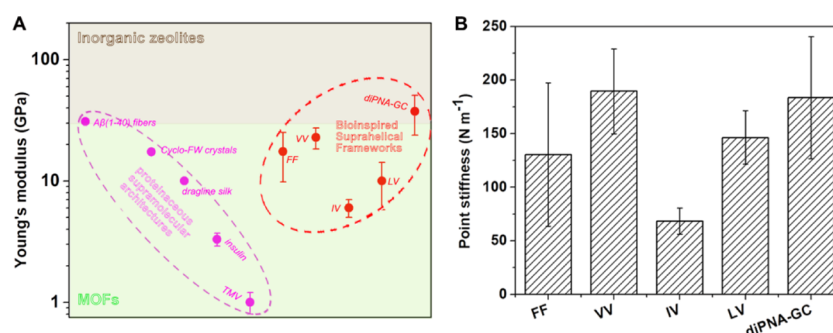 A
Inorganic zeolites
100
10
1
Young's modulus (GPa)
Aβ(1-40) fibers
Cyclo-FW crystals
dragline silk
insulin
TMV
proteinaceous
supramolecular
architectures
diPNA-GC
Bioinspired
Suprahelical
Frameworks
VV
FF
LV
IV
MOFs
B
Point stiffness (N m⁻¹)
250
200
150
100
50
0
FF
VV
IV
LV
diPNA-GC